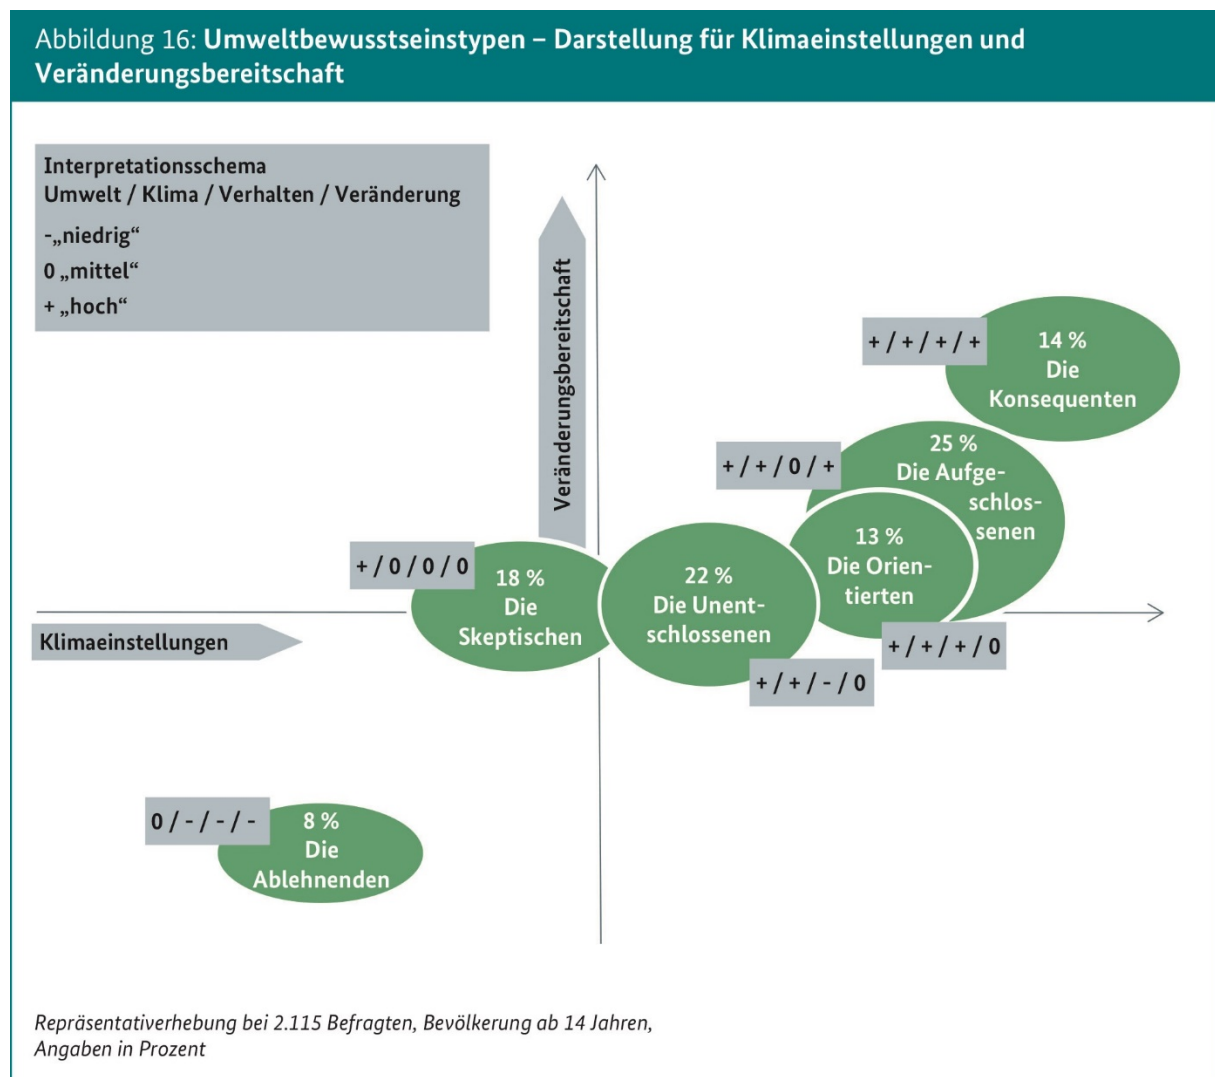 Abbildung 16: Umweltbewusstseinstypen – Darstellung für Klimaeinstellungen und
Veränderungsbereitschaft
Interpretationsschema
Umwelt / Klima / Verhalten / Veränderung
-„niedrig“
0 „mittel“
+ „hoch“
Veränderungsbereitschaft
+ / + / + / +
14 %
Die
Konsequenten
+ / + / 0 / +
25 %
Die Aufge-
schlos-
senen
13 %
Die Orien-
tierten
+ / + / + / 0
22 %
Die Unent-
schlossenen
+ / + / - / 0
+ / 0 / 0 / 0
18 %
Die
Skeptischen
Klimaeinstellungen
0 / - / - / -
8 %
Die
Ablehnenden
Repräsentativerhebung bei 2.115 Befragten, Bevölkerung ab 14 Jahren,
Angaben in Prozent